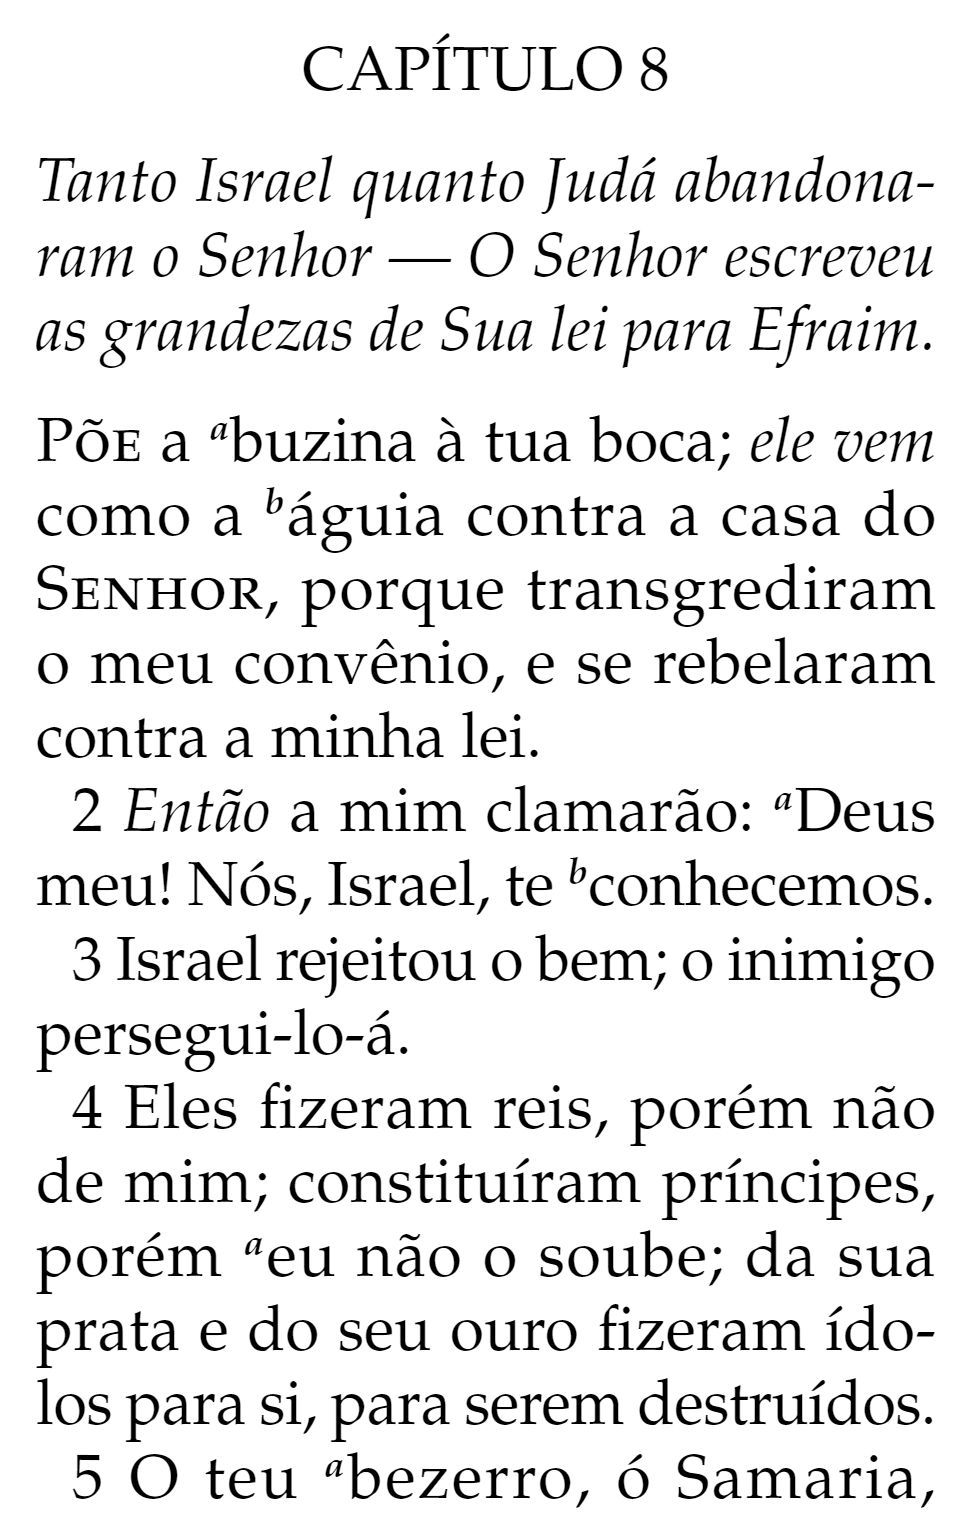 CAPÍTULO 8
Tanto Israel quanto Judá abandona-
ram o Senhor — O Senhor escreveu
as grandezas de Sua lei para Efraim.
Põe a ᵃbuzina à tua boca; ele vem
como a ᵇáguia contra a casa do
Senhor, porque transgrediram
o meu convênio, e se rebelaram
contra a minha lei.
2 Então a mim clamarão: ᵃDeus
meu! Nós, Israel, te ᵇconhecemos.
3 Israel rejeitou o bem; o inimigo
persegui-lo-á.
4 Eles fizeram reis, porém não
de mim; constituíram príncipes,
porém ᵃeu não o soube; da sua
prata e do seu ouro fizeram ído-
los para si, para serem destruídos.
5 O teu ᵃbezerro, ó Samaria,